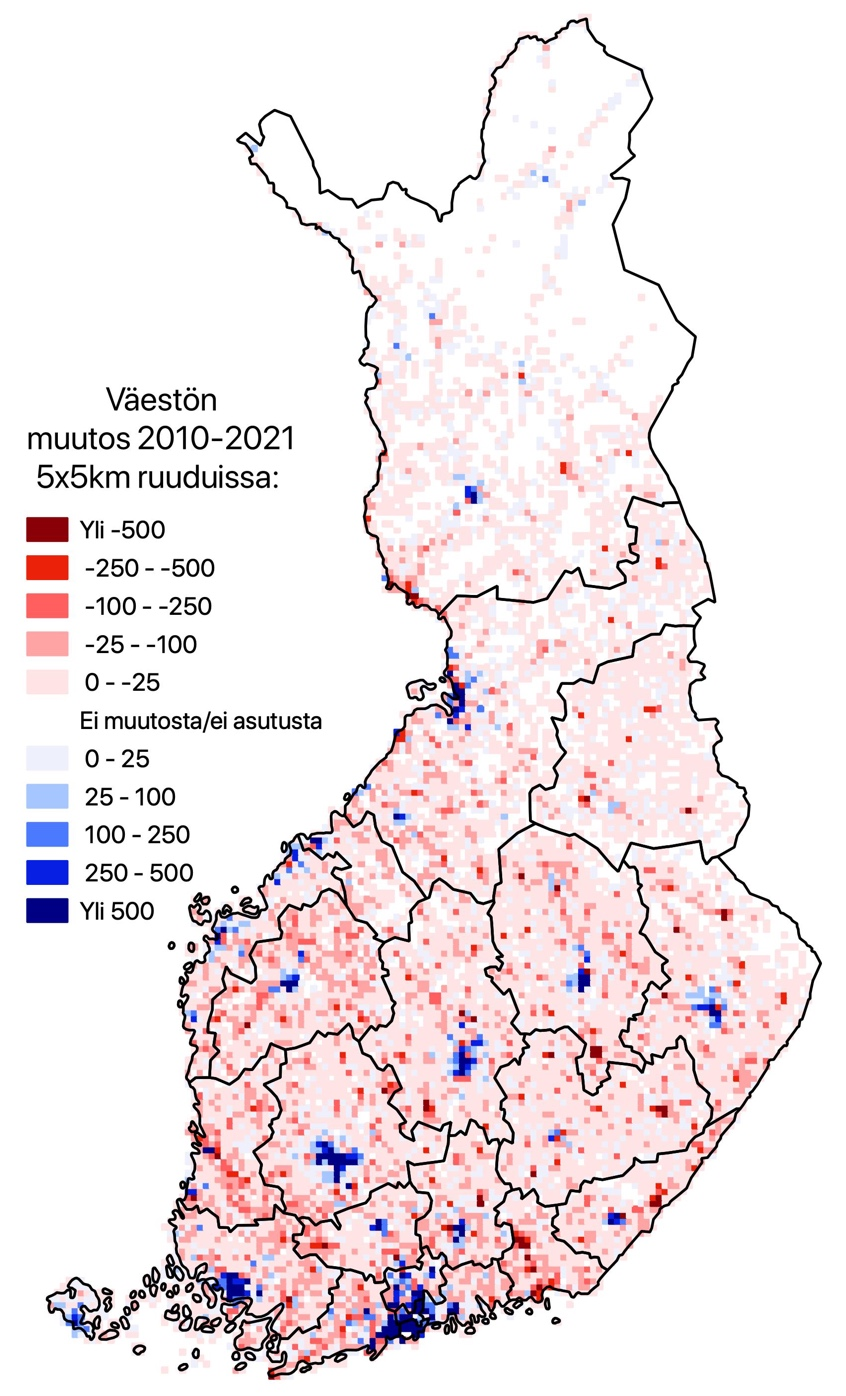 Väestön
muutos 2010-2021
5x5km ruuduissa:
Yli -500
-250 - -500
-100 - -250
-25 - -100
0 - -25
Ei muutosta/ei asutusta
0 - 25
25 - 100
100 - 250
250 - 500
Yli 500